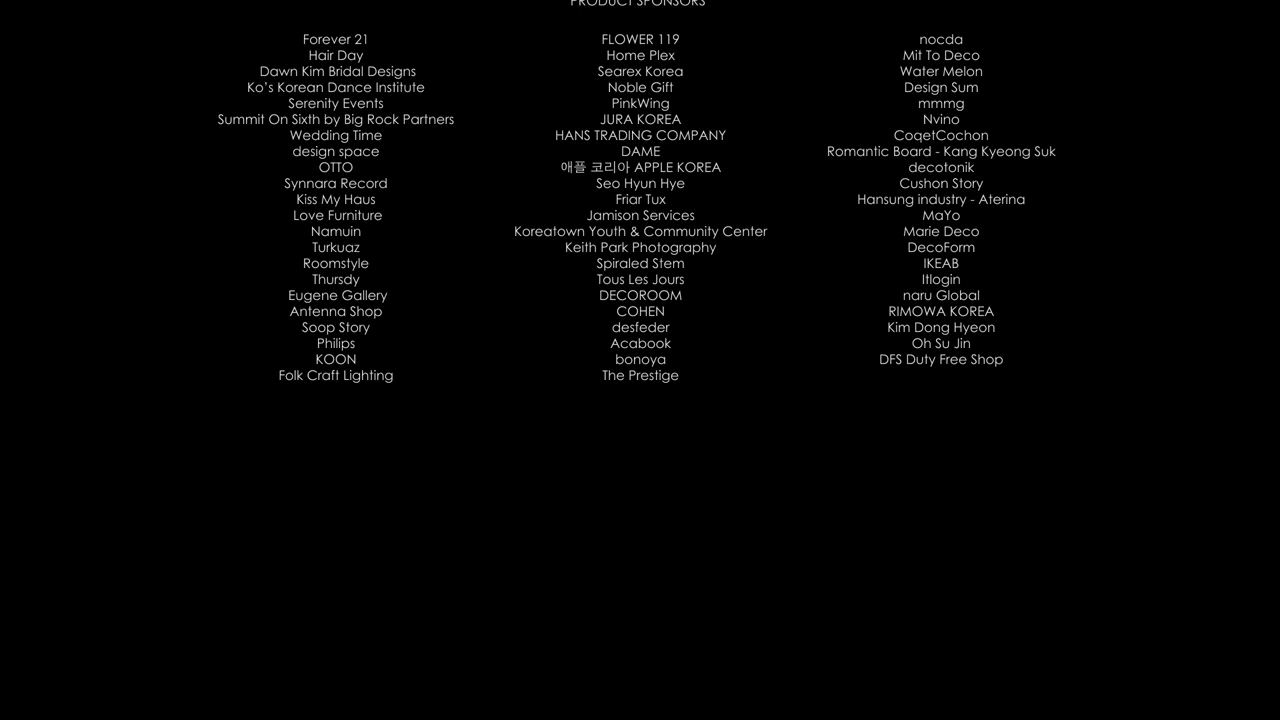 PRODUCT SPONSORS
Forever 21
Hair Day
Dawn Kim Bridal Designs
Ko's Korean Dance Institute
Serenity Events
Summit On Sixth by Big Rock Partners
Wedding Time
design space
OTTO
Synnara Record
Kiss My Haus
Love Furniture
Namuin
Turkuaz
Roomstyle
Thursdy
Eugene Gallery
Antenna Shop
Soop Story
Philips
KOON
Folk Craft Lighting
FLOWER 119
Home Plex
Searex Korea
Noble Gift
PinkWing
JURA KOREA
HANS TRADING COMPANY
DAME
애플 코리아 APPLE KOREA
Seo Hyun Hye
Friar Tux
Jamison Services
Koreatown Youth & Community Center
Keith Park Photography
Spiraled Stem
Tous Les Jours
DECOROOM
COHEN
desfeder
Acabook
bonoya
The Prestige
nocda
Mit To Deco
Water Melon
Design Sum
mmmg
Nvino
CoqetCochon
Romantic Board - Kang Kyeong Suk
decotonik
Cushon Story
Hansung industry - Aterina
MaYo
Marie Deco
DecoForm
IKEAB
Itlogin
naru Global
RIMOWA KOREA
Kim Dong Hyeon
Oh Su Jin
DFS Duty Free Shop